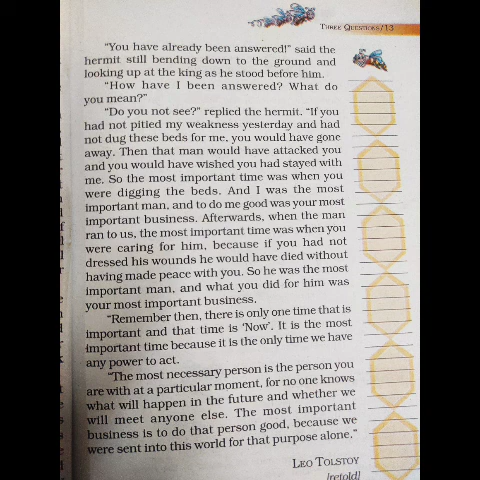 THREE QUESTIONS/13
“You have already been answered!” said the
hermit still bending down to the ground and
looking up at the king as he stood before him.
“How have I been answered? What do
you mean?”
“Do you not see?” replied the hermit. “If you
had not pitied my weakness yesterday and had
not dug these beds for me, you would have gone
away. Then that man would have attacked you
and you would have wished you had stayed with
me. So the most important time was when you
were digging the beds. And I was the most
important man, and to do me good was your most
important business. Afterwards, when the man
ran to us, the most important time was when you
were caring for him, because if you had not
dressed his wounds he would have died without
having made peace with you. So he was the most
important man, and what you did for him was
your most important business.
“Remember then, there is only one time that is
important and that time is ‘Now’. It is the most
important time because it is the only time we have
any power to act.
“The most necessary person is the person you
are with at a particular moment, for no one knows
what will happen in the future and whether we
will meet anyone else. The most important
business is to do that person good, because we
were sent into this world for that purpose alone.”
LEO TOLSTOY
[retold]